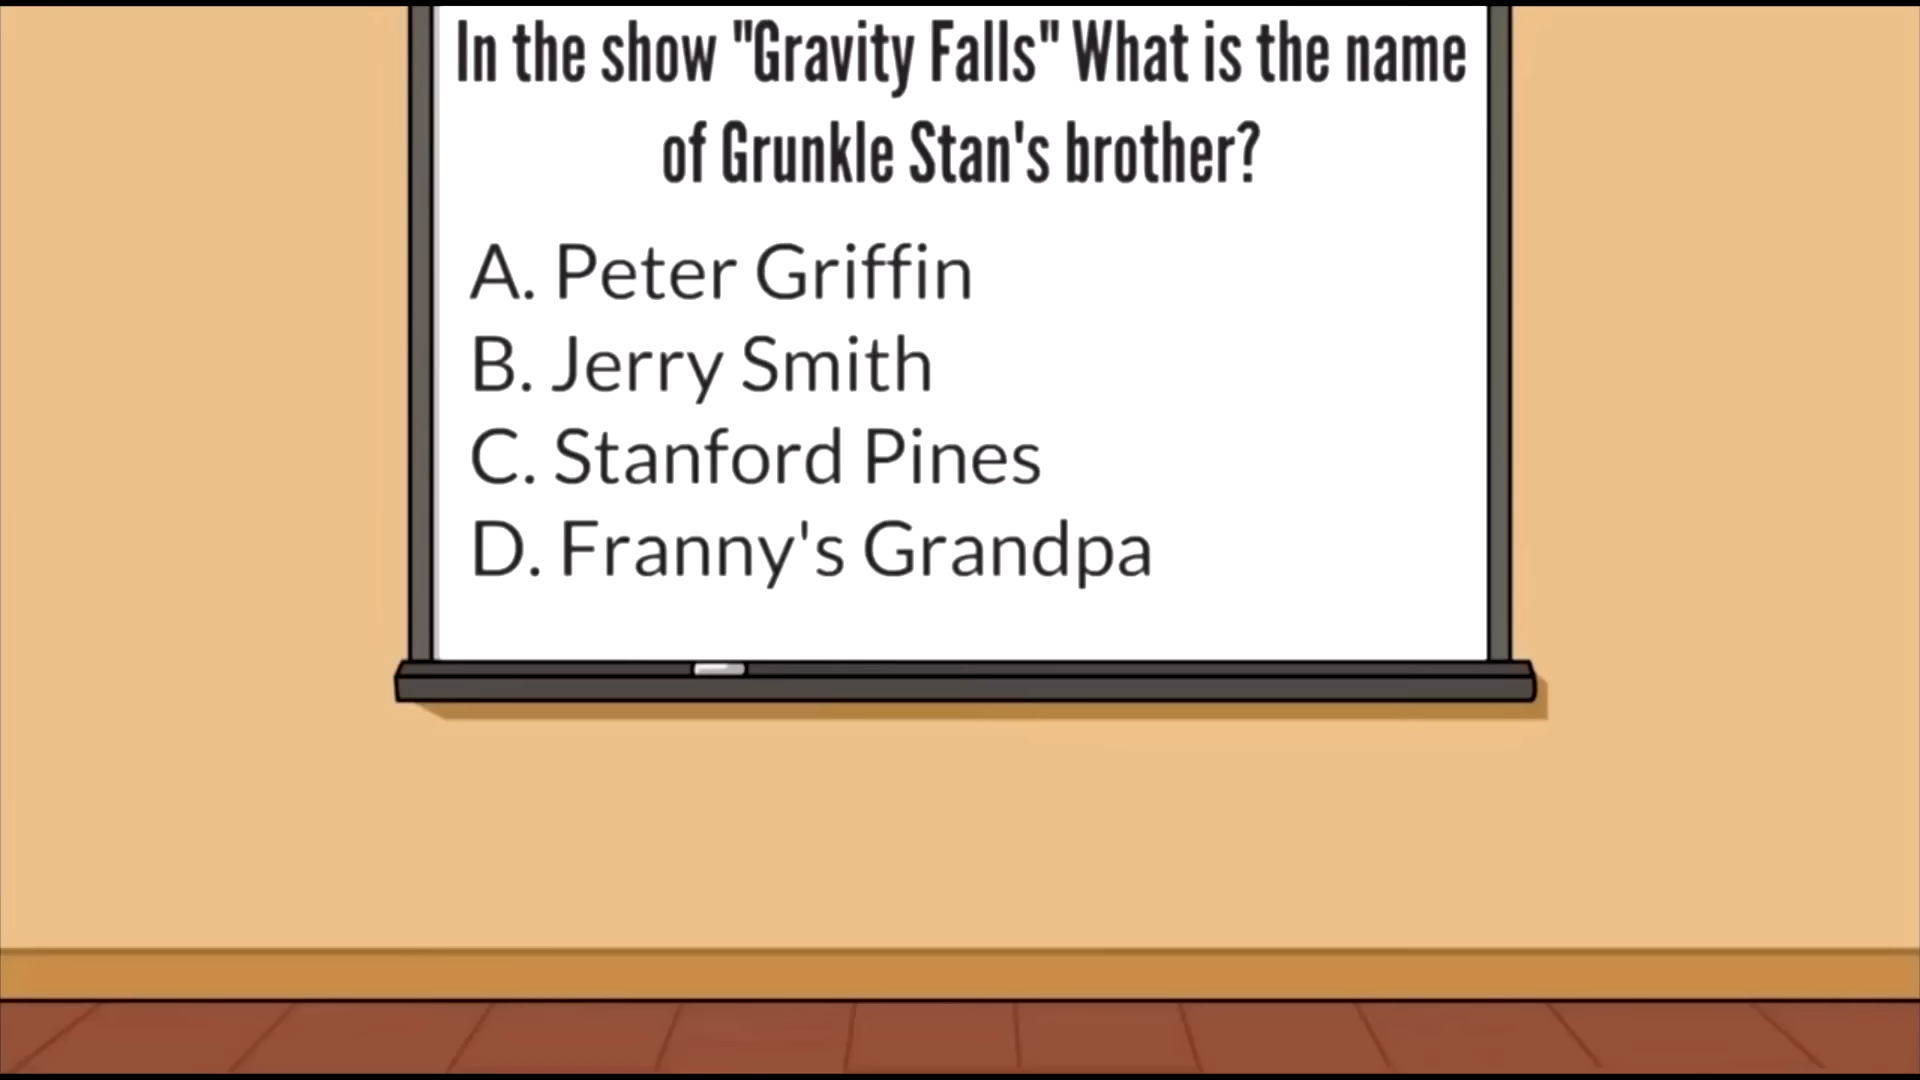 In the show "Gravity Falls" What is the name
of Grunkle Stan's brother?
A. Peter Griffin
B. Jerry Smith
C. Stanford Pines
D. Franny's Grandpa